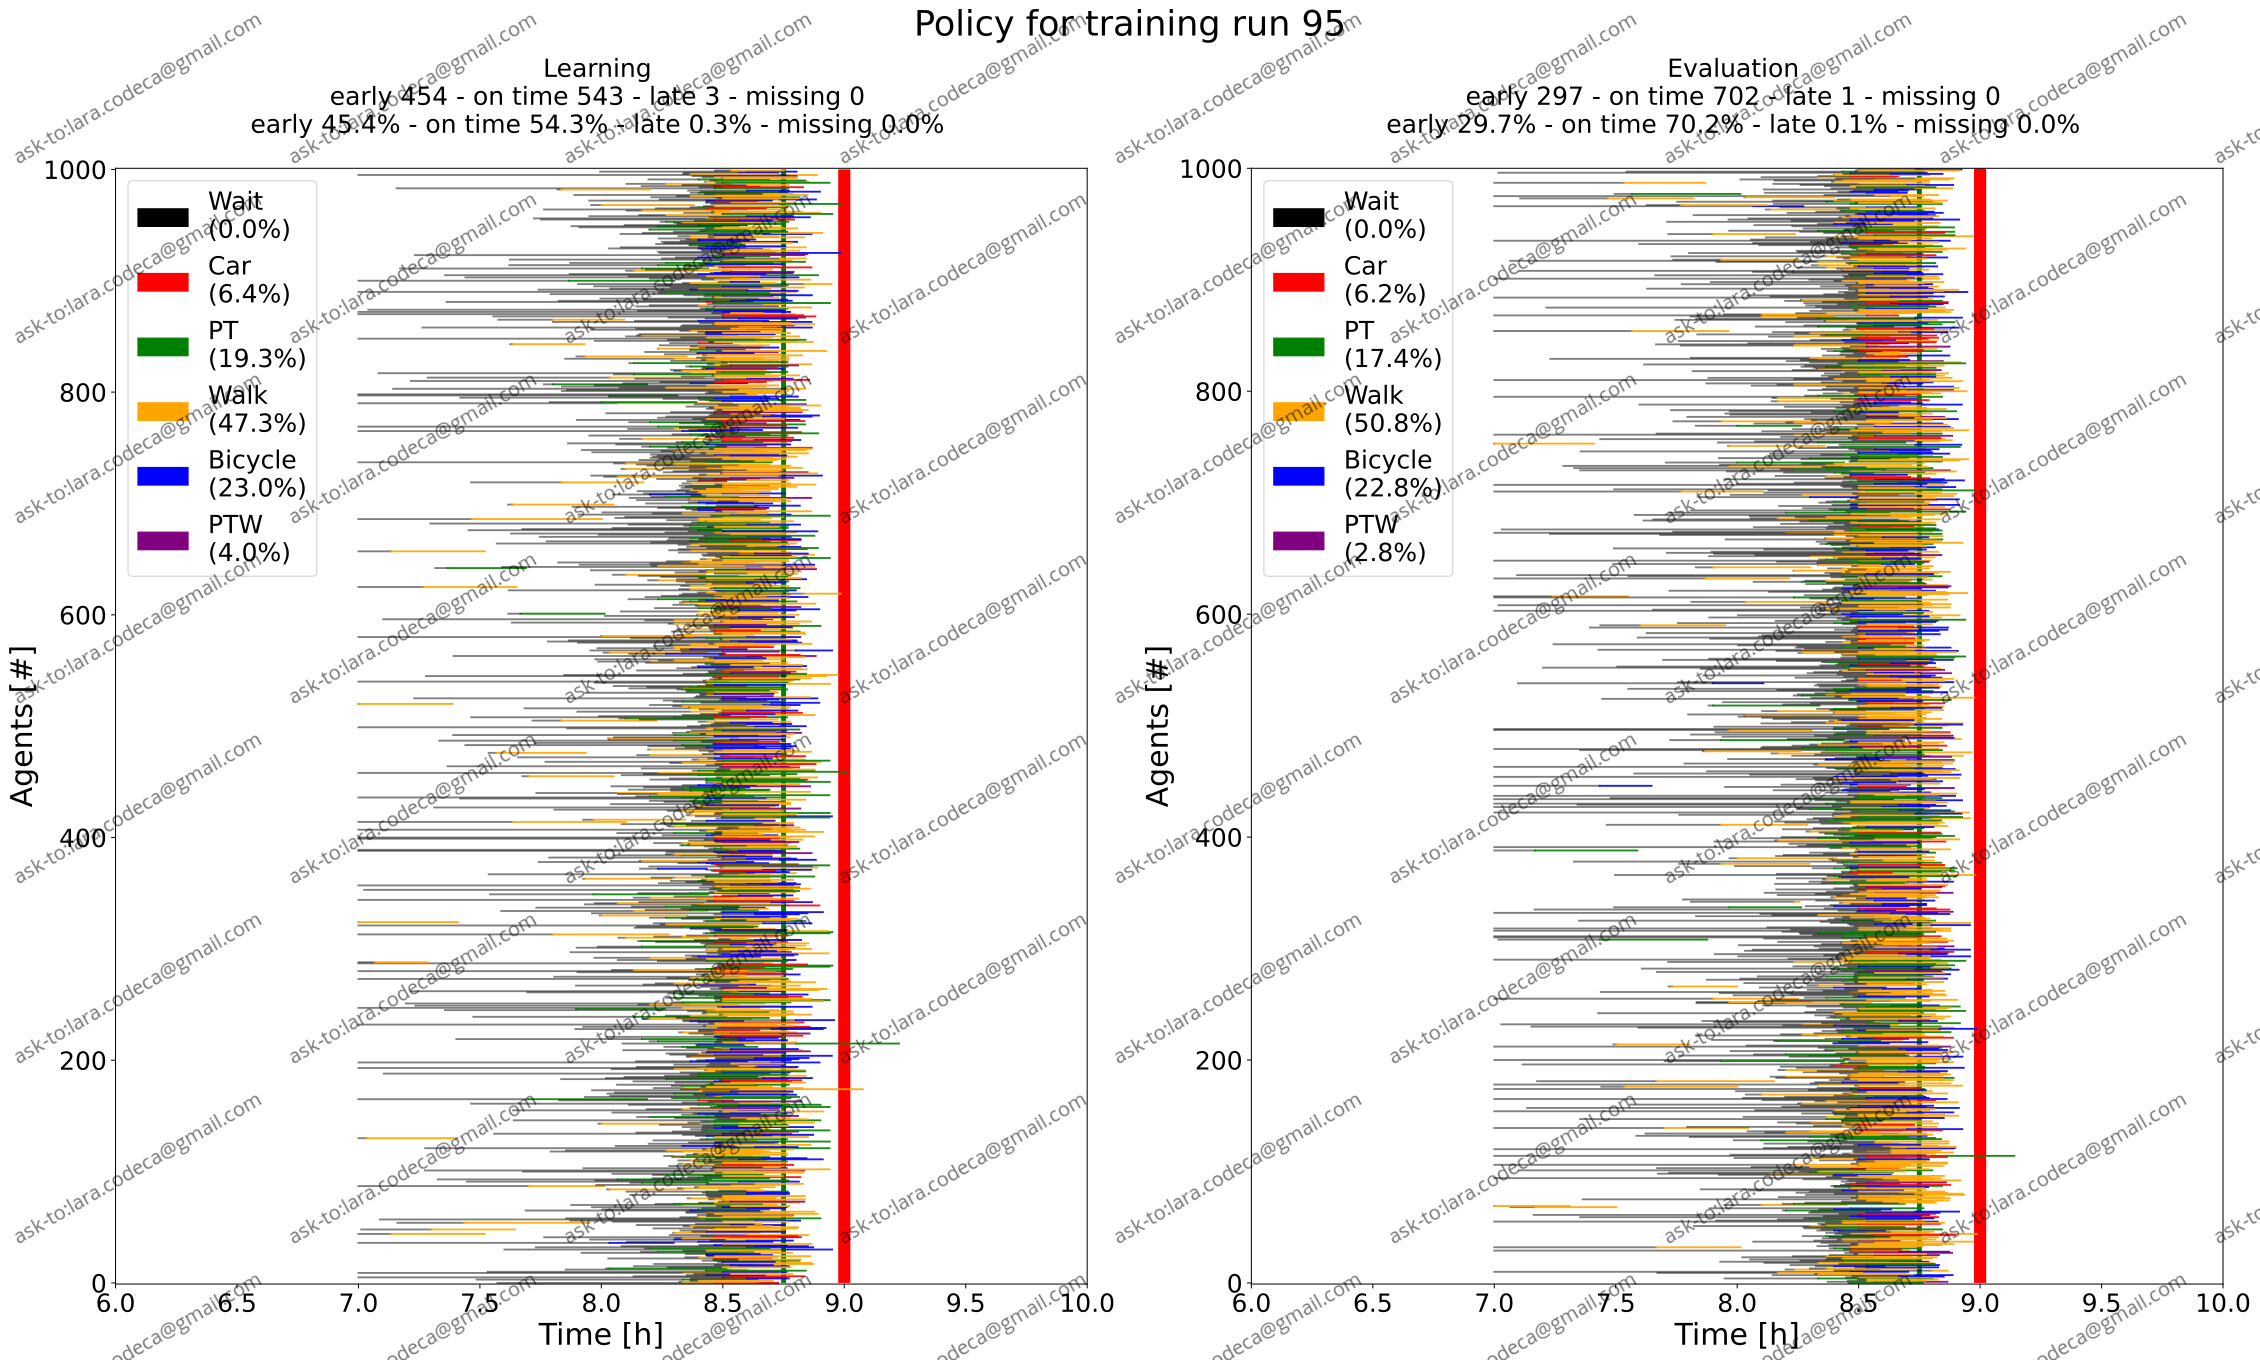 Policy for training run 95
Learning
early 454 - on time 543 - late 3 - missing 0
early 45.4% - on time 54.3% - late 0.3% - missing 0.0%
Evaluation
early 297 - on time 702 - late 1 - missing 0
early 29.7% - on time 70.2% - late 0.1% - missing 0.0%
Agents [#]
1000
800
600
400
200
0
Wait
(0.0%)
Car
(6.4%)
PT
(19.3%)
Walk
(47.3%)
Bicycle
(23.0%)
PTW
(4.0%)
6.0 6.5 7.0 7.5 8.0 8.5 9.0 9.5 10.0
Time [h]
Agents [#]
1000
800
600
400
200
0
Wait
(0.0%)
Car
(6.2%)
PT
(17.4%)
Walk
(50.8%)
Bicycle
(22.8%)
PTW
(2.8%)
6.0 6.5 7.0 7.5 8.0 8.5 9.0 9.5 10.0
Time [h]
ask-to:lara.codeca@gmail.com